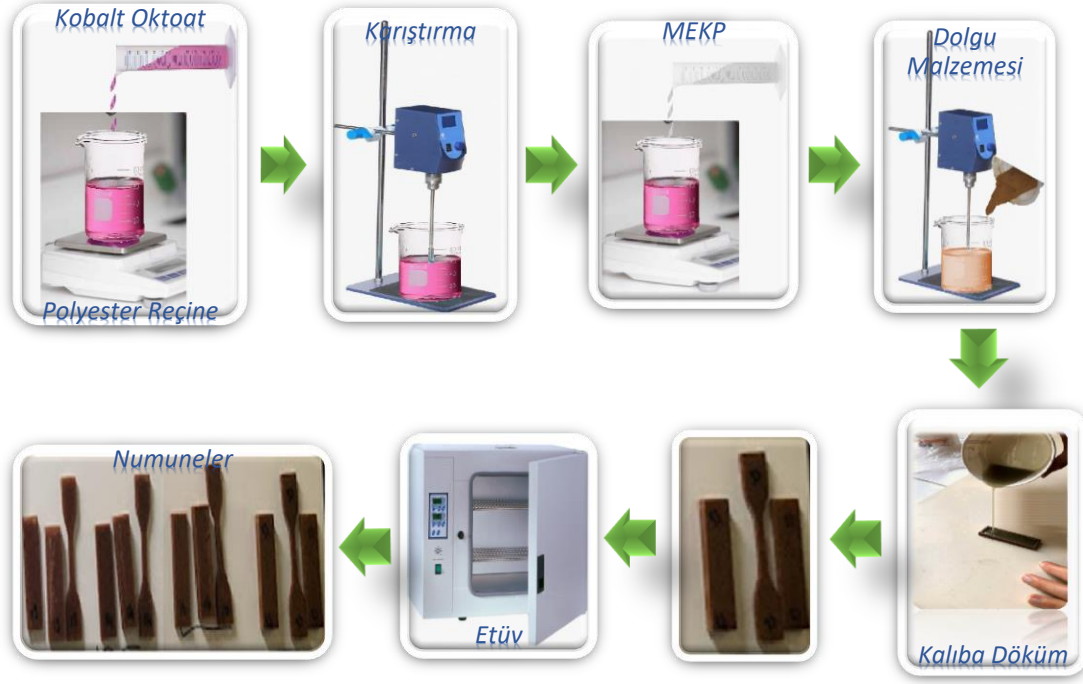 Kobalt Oktoat
Polyester Reçine
Karıştırma
MEKP
Dolgu
Malzemesi
Kalıba Döküm
Etüv
Numuneler